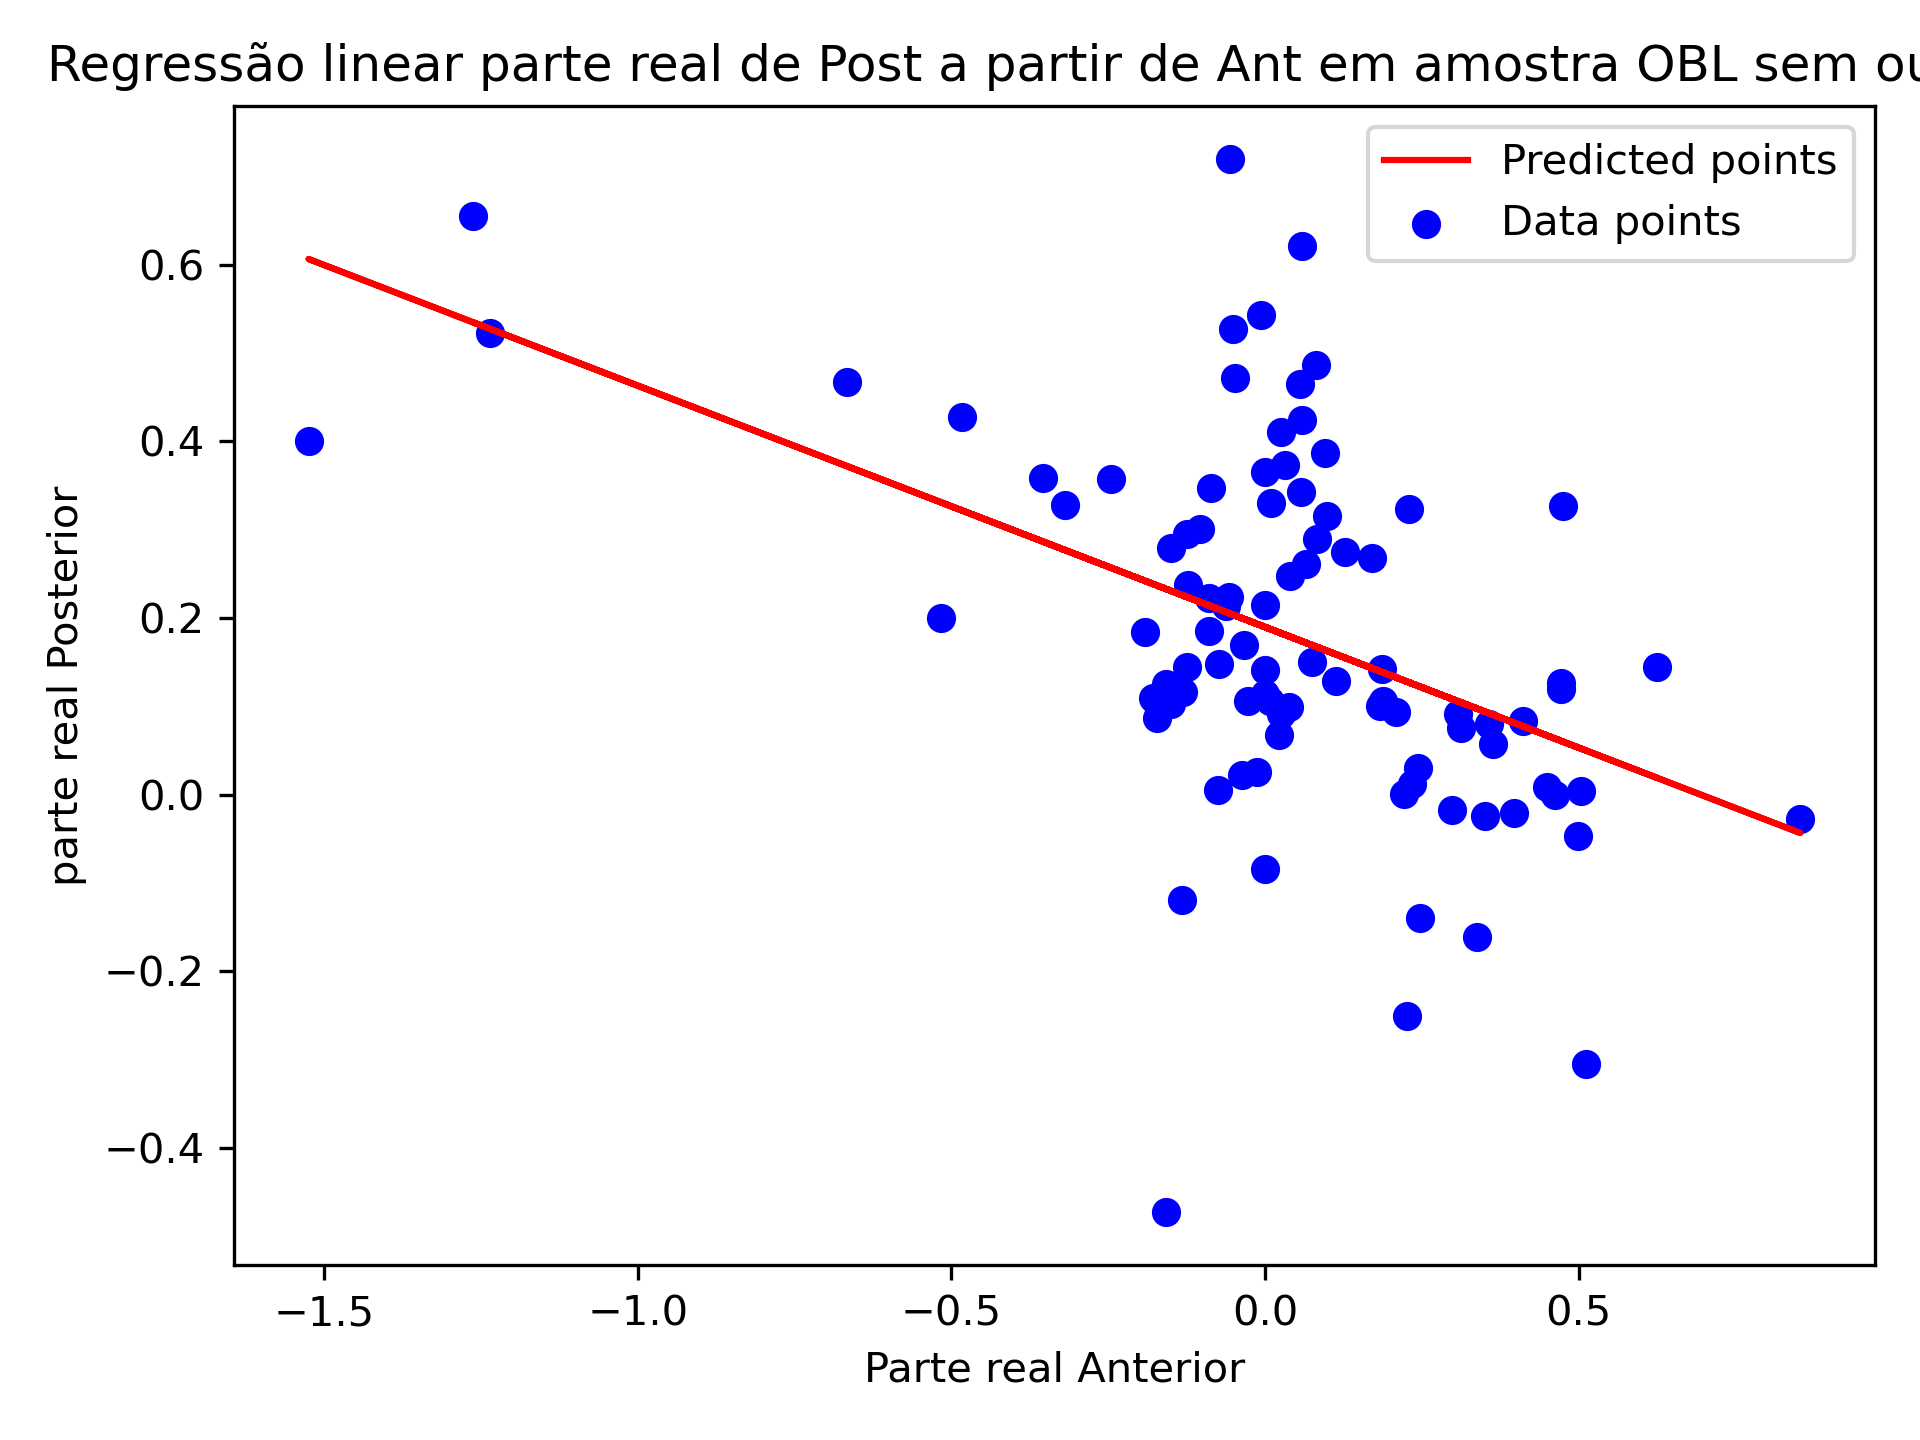 Regressão linear parte real de Post a partir de Ant em amostra OBL sem
Predicted points
Data points
0.6
0.4
0.2
0.0
−0.2
−0.4
parte real Posterior
−1.5 −1.0 −0.5 0.0 0.5
Parte real Anterior